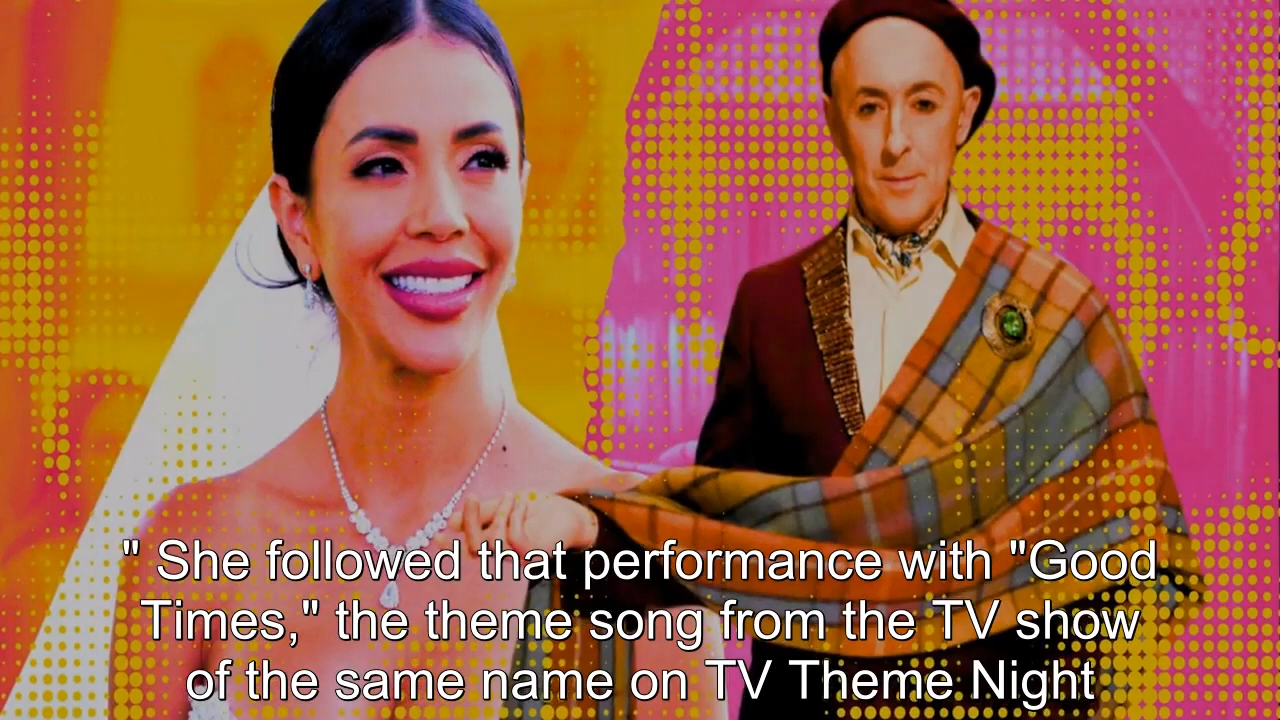 " She followed that performance with "Good
Times," the theme song from the TV show
of the same name on TV Theme Night